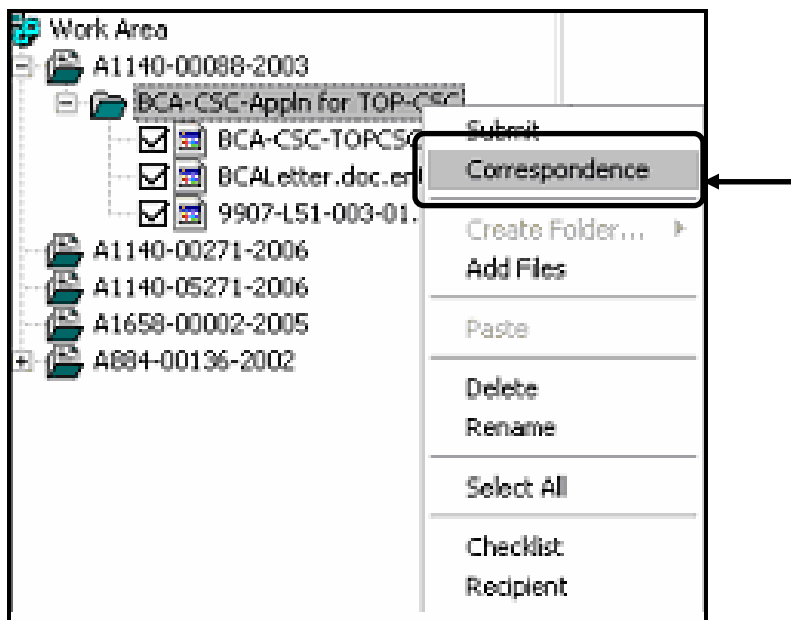 Work Area
A1140-00088-2003
BCA-CSC-Appln for TOP-CSC
BCA-CSC-TOPCSC
BCALetter.doc.en
9907-L51-003-01.
A1140-00271-2006
A1140-05271-2006
A1658-00002-2005
A884-00136-2002
Submit
Correspondence
Create Folder...
Add Files
Paste
Delete
Rename
Select All
Checklist
Recipient